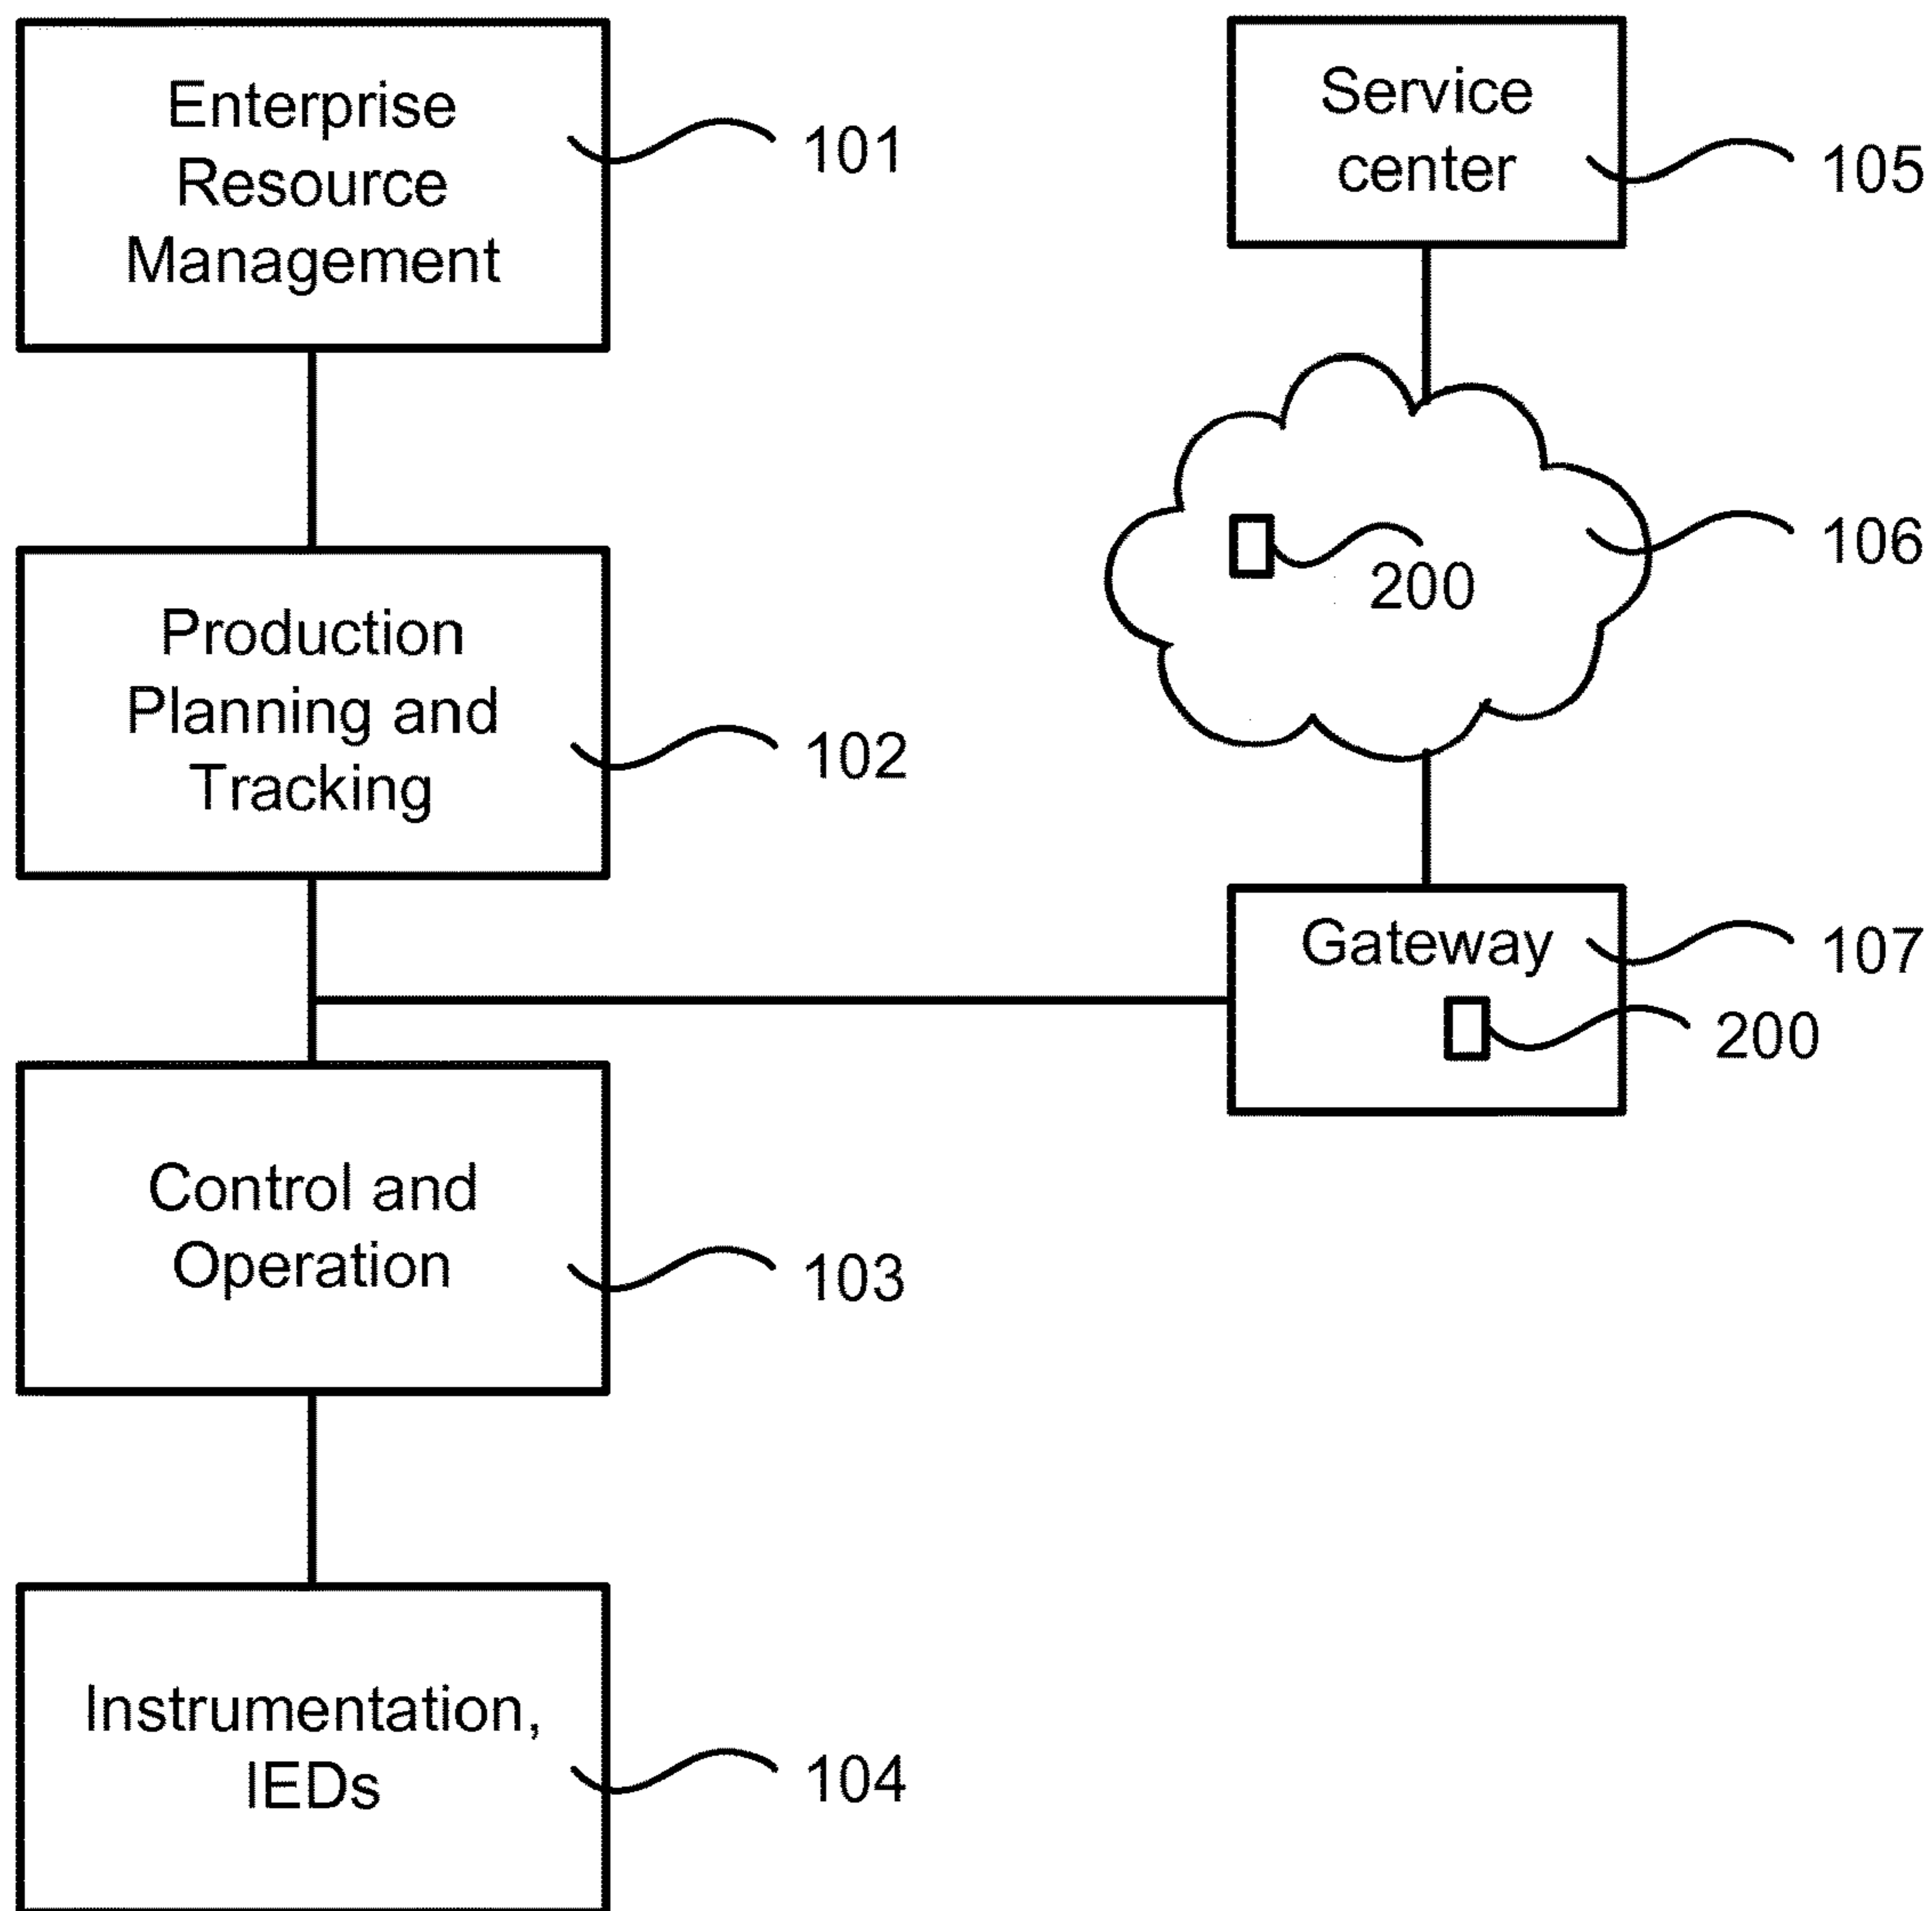 Enterprise
Resource
Management
101
Production
Planning and
Tracking
102
Control and
Operation
103
Instrumentation,
IEDs
104
Service
center
105
106
200
Gateway
107
200